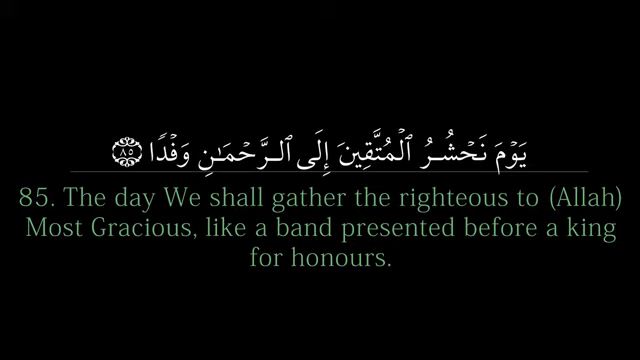 يَوْمَ نَحْشُرُ ٱلْمُتَّقِينَ إِلَى ٱلرَّحْمَـٰنِ وَفْدًا ۝٨٥
85. The day We shall gather the righteous to (Allah)
Most Gracious, like a band presented before a king
for honours.